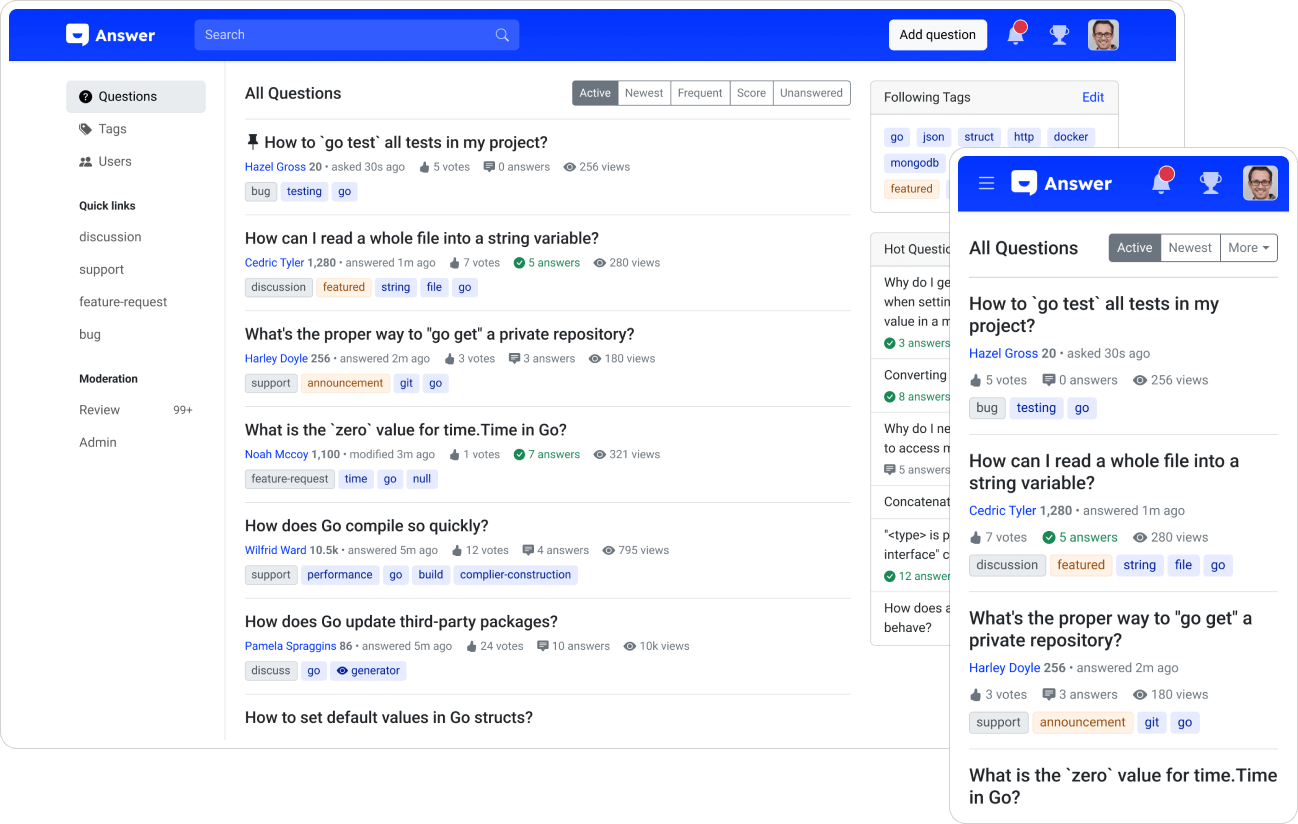 Answer
Search
Add question
Questions
Tags
Users
Quick links
discussion
support
feature-request
bug
Moderation
Review 99+
Admin
All Questions
Active Newest Frequent Score Unanswered
How to `go test` all tests in my project?
Hazel Gross 20 • asked 30s ago 5 votes 0 answers 256 views
bug testing go
How can I read a whole file into a string variable?
Cedric Tyler 1,280 • answered 1m ago 7 votes 5 answers 280 views
discussion featured string file go
What's the proper way to "go get" a private repository?
Harley Doyle 256 • answered 2m ago 3 votes 3 answers 180 views
support announcement git go
What is the `zero` value for time.Time in Go?
Noah Mccoy 1,100 • modified 3m ago 1 votes 7 answers 321 views
feature-request time go null
How does Go compile so quickly?
Wilfrid Ward 10.5k • answered 5m ago 12 votes 4 answers 795 views
support performance go build complier-construction
How does Go update third-party packages?
Pamela Spraggins 86 • answered 5m ago 24 votes 10 answers 10k views
discuss go generator
How to set default values in Go structs?
Following Tags Edit
go json struct http docker
mongodb
featured
Hot Questio
Why do I ge
when settin
value in a m
3 answers
Converting
8 answers
Why do I ne
to access m
5 answers
Concatenat
"<type> is p
interface" c
12 answer
How does a
behave?
Answer
All Questions
Active Newest More
How to `go test` all tests in my
project?
Hazel Gross 20 • asked 30s ago
5 votes 0 answers 256 views
bug testing go
How can I read a whole file into a
string variable?
Cedric Tyler 1,280 • answered 1m ago
7 votes 5 answers 280 views
discussion featured string file go
What's the proper way to "go get" a
private repository?
Harley Doyle 256 • answered 2m ago
3 votes 3 answers 180 views
support announcement git go
What is the `zero` value for time.Time
in Go?